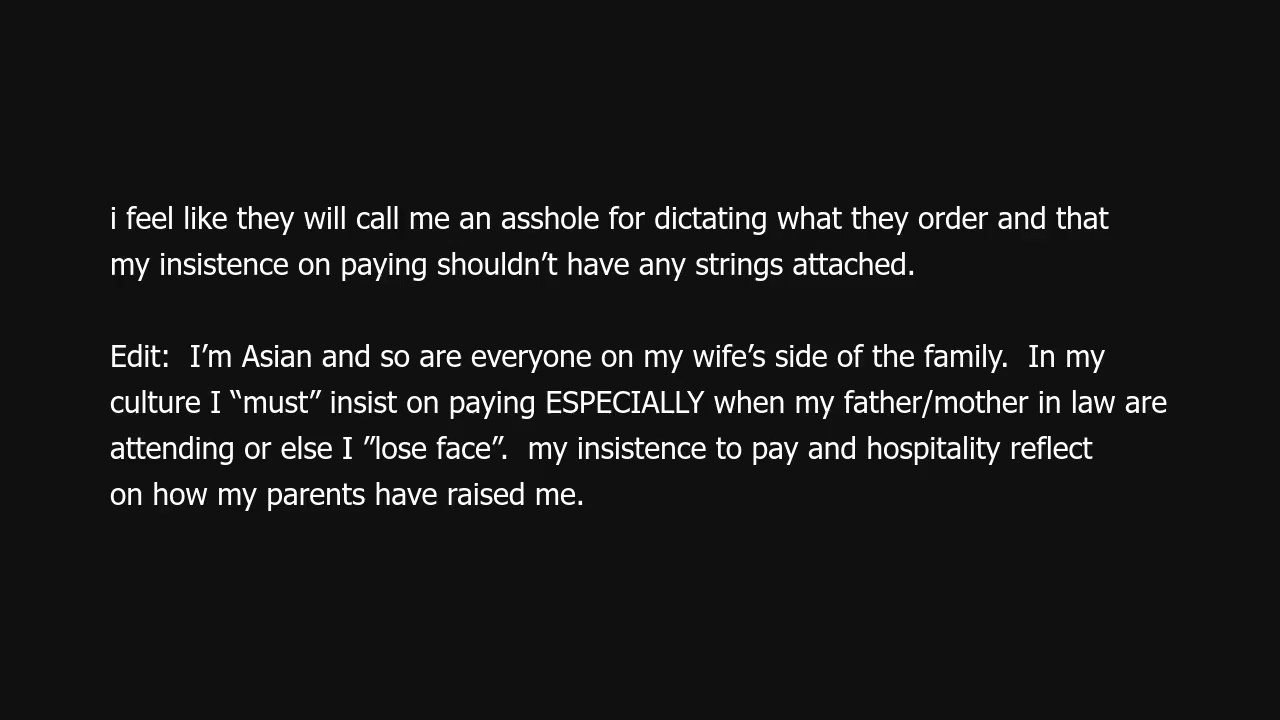 i feel like they will call me an asshole for dictating what they order and that
my insistence on paying shouldn’t have any strings attached.
Edit:  I’m Asian and so are everyone on my wife’s side of the family.  In my
culture I “must” insist on paying ESPECIALLY when my father/mother in law are
attending or else I ”lose face”.  my insistence to pay and hospitality reflect
on how my parents have raised me.